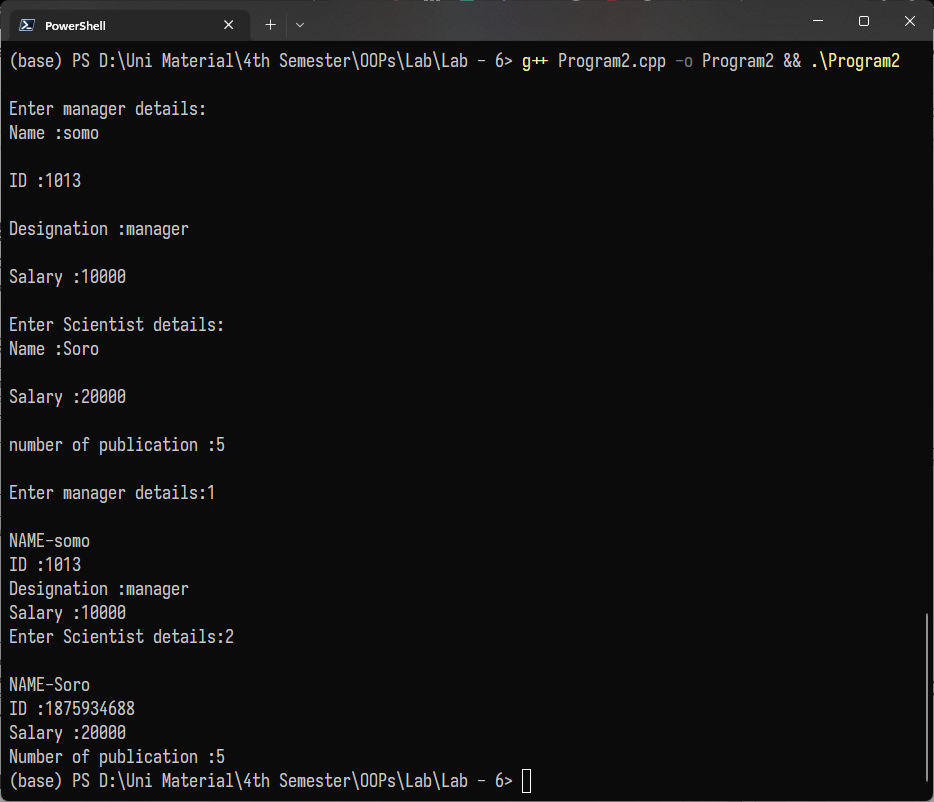 PowerShell
(base) PS D:\Uni Material\4th Semester\OOPs\Lab\Lab - 6> g++ Program2.cpp -o Program2 && .\Program2
Enter manager details:
Name :somo
ID :1013
Designation :manager
Salary :10000
Enter Scientist details:
Name :Soro
Salary :20000
number of publication :5
Enter manager details:1
NAME-somo
ID :1013
Designation :manager
Salary :10000
Enter Scientist details:2
NAME-Soro
ID :1875934688
Salary :20000
Number of publication :5
(base) PS D:\Uni Material\4th Semester\OOPs\Lab\Lab - 6>